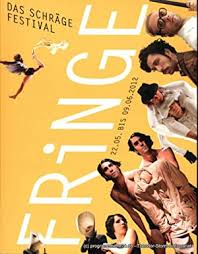 DAS SCHRÄGE
FESTIVAL
FRiNGE
22.05. BIS 09.06.2012